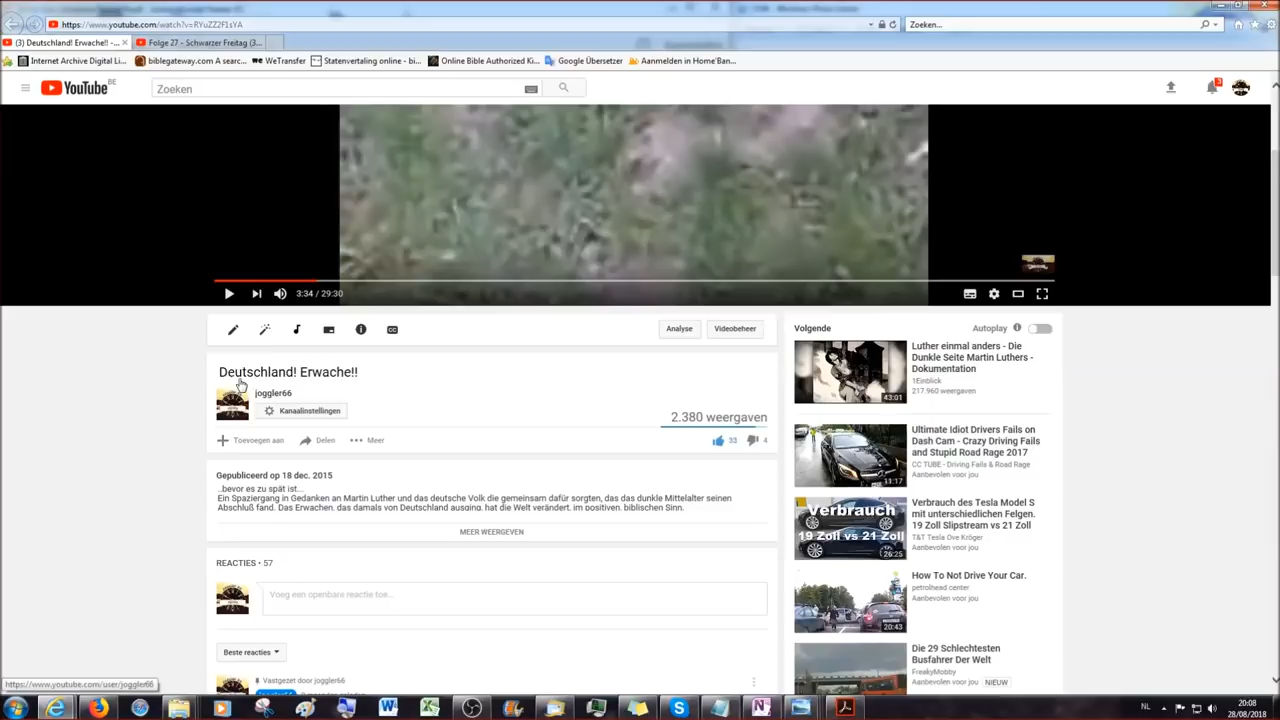 https://www.youtube.com/watch?v=RYuZZ2F1sYA
Zoeken...
(3) Deutschland! Erwache!! -...
Folge 27 - Schwarzer Freitag (3...
Internet Archive Digital Li...
biblegateway.com A searc...
WeTransfer
Statenvertaling online - bi...
Online Bible Authorized Ki...
Google Übersetzer
Aanmelden in Home'Ban...
YouTube BE
Zoeken
3
3:34 / 29:30
Analyse
Videobeheer
Deutschland! Erwache!!
joggler66
Kanaalinstellingen
2.380 weergaven
Toevoegen aan
Delen
Meer
33
4
Gepubliceerd op 18 dec. 2015
...bevor es zu spät ist...
Ein Spaziergang in Gedanken an Martin Luther und das deutsche Volk die gemeinsam dafür sorgten, das das dunkle Mittelalter seinen
Abschluß fand. Das Erwachen, das damals von Deutschland ausging, hat die Welt verändert, im positiven, biblischen Sinn.
MEER WEERGEVEN
REACTIES • 57
Voeg een openbare reactie toe...
Beste reacties
Vastgezet door joggler66
Volgende
Autoplay
Luther einmal anders - Die
Dunkle Seite Martin Luthers -
Dokumentation
1Einblick
217.960 weergaven
43:01
Ultimate Idiot Drivers Fails on
Dash Cam - Crazy Driving Fails
and Stupid Road Rage 2017
CC TUBE - Driving Fails & Road Rage
Aanbevolen voor jou
11:17
Verbrauch des Tesla Model S
mit unterschiedlichen Felgen.
19 Zoll Slipstream vs 21 Zoll
T&T Tesla Ove Kröger
Aanbevolen voor jou
Verbrauch
19 Zoll vs 21 Zoll
26:25
How To Not Drive Your Car.
petrolhead center
Aanbevolen voor jou
20:43
Die 29 Schlechtesten
Busfahrer Der Welt
FreakyMobby
Aanbevolen voor jou
NIEUW
https://www.youtube.com/user/joggler66
NL
20:08
28/08/2018